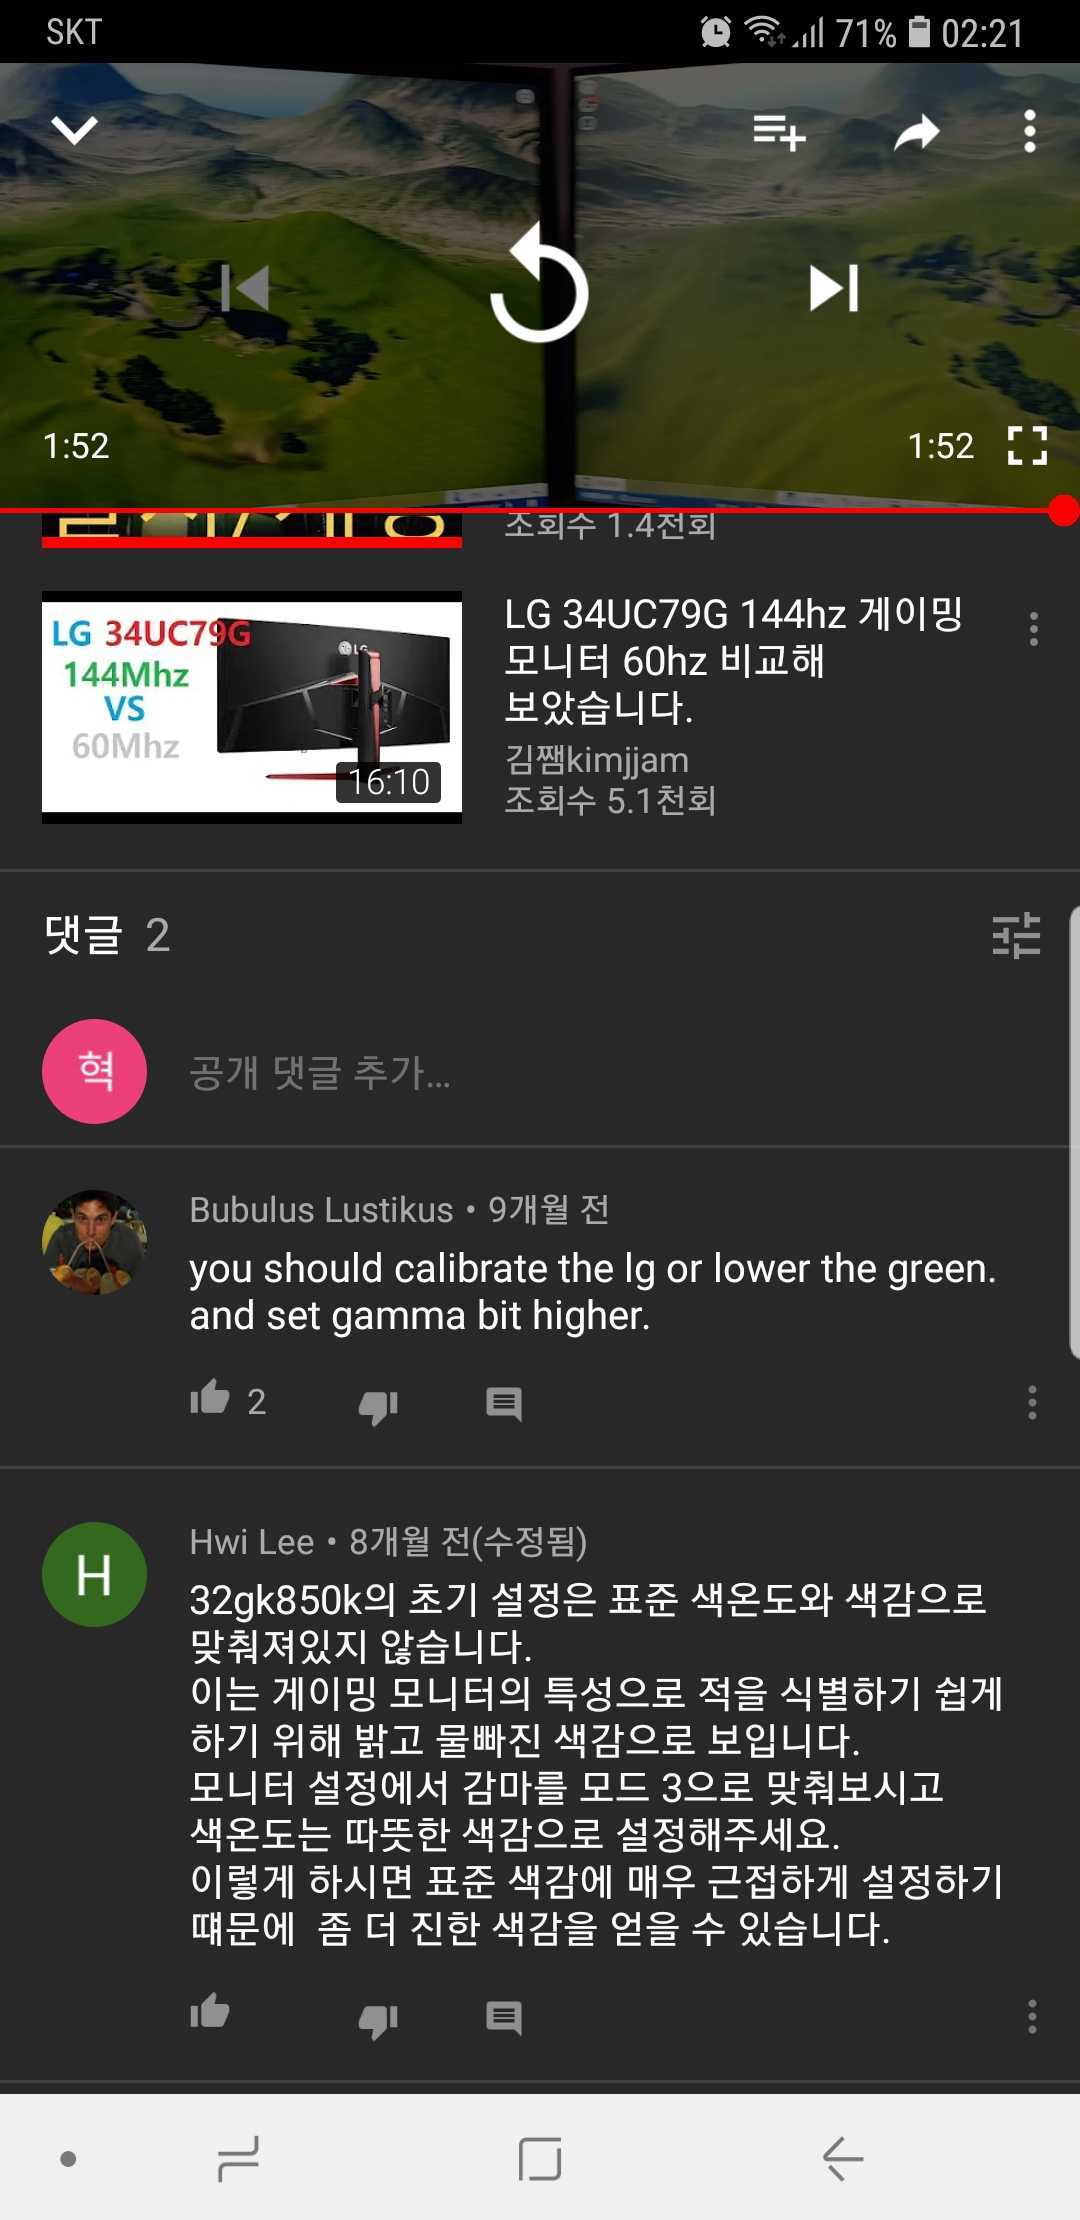 SKT
71% 02:21
1:52
1:52
조회수 1.4천회
LG 34UC79G
144Mhz
VS
60Mhz
LG
16:10
LG 34UC79G 144hz 게이밍
모니터 60hz 비교해
보았습니다.
김쨈kimjjam
조회수 5.1천회
댓글 2
혁
공개 댓글 추가...
Bubulus Lustikus • 9개월 전
you should calibrate the lg or lower the green.
and set gamma bit higher.
2
H
Hwi Lee • 8개월 전(수정됨)
32gk850k의 초기 설정은 표준 색온도와 색감으로
맞춰져있지 않습니다.
이는 게이밍 모니터의 특성으로 적을 식별하기 쉽게
하기 위해 밝고 물빠진 색감으로 보입니다.
모니터 설정에서 감마를 모드 3으로 맞춰보시고
색온도는 따뜻한 색감으로 설정해주세요.
이렇게 하시면 표준 색감에 매우 근접하게 설정하기
떄문에  좀 더 진한 색감을 얻을 수 있습니다.